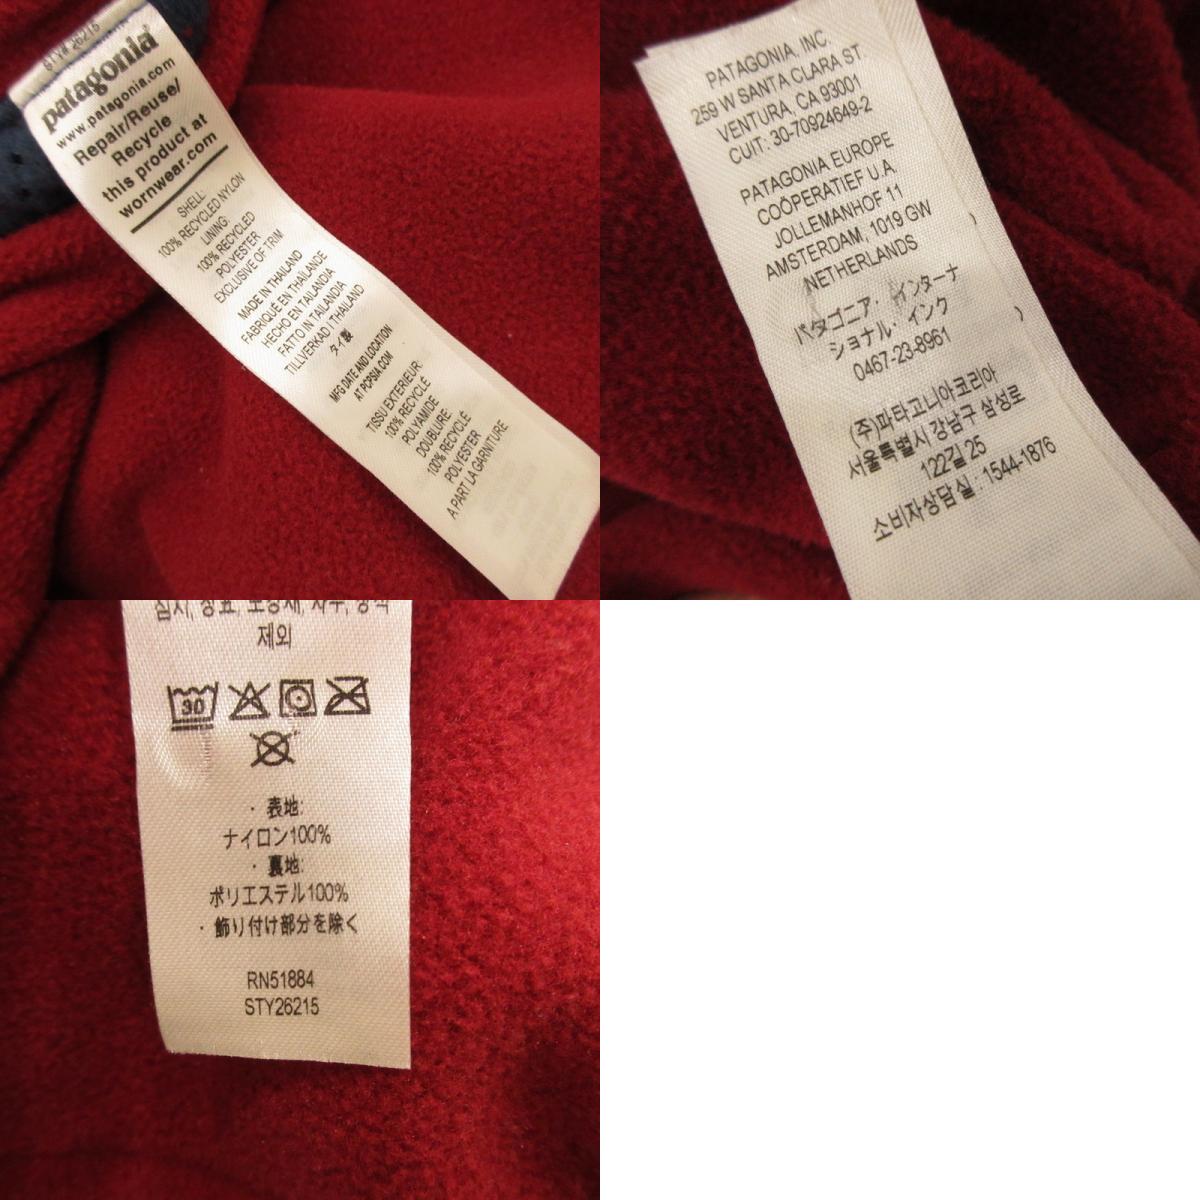 STY# 26215
patagonia®
www.patagonia.com
Repair/Reuse/
Recycle
this product at
wornwear.com
SHELL:
100% RECYCLED NYLON
LINING:
100% RECYCLED
POLYESTER
EXCLUSIVE OF TRIM
MADE IN THAILAND
FABRIQUÉ EN THAÏLANDE
HECHO EN TAILANDIA
FATTO IN TAILANDIA
TILLVERKAD I THAILAND
タイ製
MFG DATE AND LOCATION
AT PCPSIA.COM
TISSU EXTERIEUR:
100% RECYCLÉ
POLYAMIDE
DOUBLURE:
100% RECYCLÉ
POLYESTER
A PART LA GARNITURE
PATAGONIA, INC.
259 W SANTA CLARA ST.
VENTURA, CA 93001
CUIT: 30-70924649-2
PATAGONIA EUROPE
COÖPERATIEF U.A.
JOLLEMANHOF 11
AMSTERDAM, 1019 GW
NETHERLANDS
パタゴニア・インターナ
ショナル・インク
0467-23-8961
(주)파타고니아코리아
서울특별시 강남구 삼성로
122길 25
소비자상담실: 1544-1876
제외
30
・表地:
ナイロン100%
・裏地:
ポリエステル100%
・飾り付け部分を除く
RN51884
STY26215